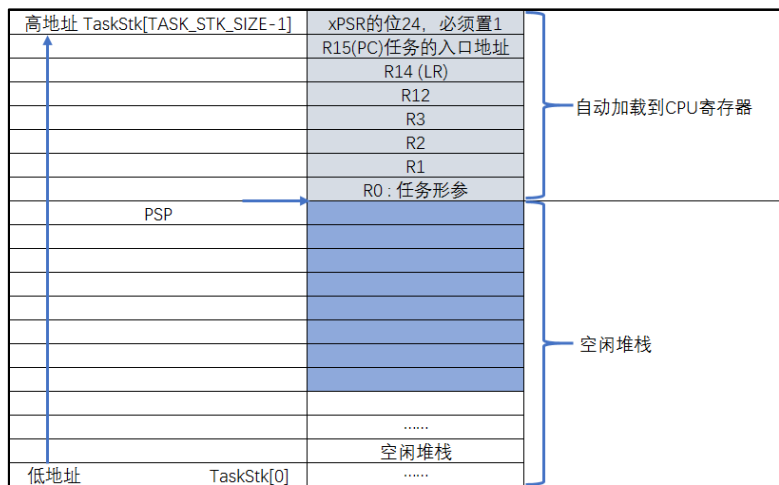 高地址 TaskStk[TASK_STK_SIZE-1]
xPSR的位24，必须置1
R15(PC)任务的入口地址
R14 (LR)
R12
R3
R2
R1
R0 : 任务形参
自动加载到CPU寄存器
PSP
空闲堆栈
……
空闲堆栈
低地址 TaskStk[0]
……